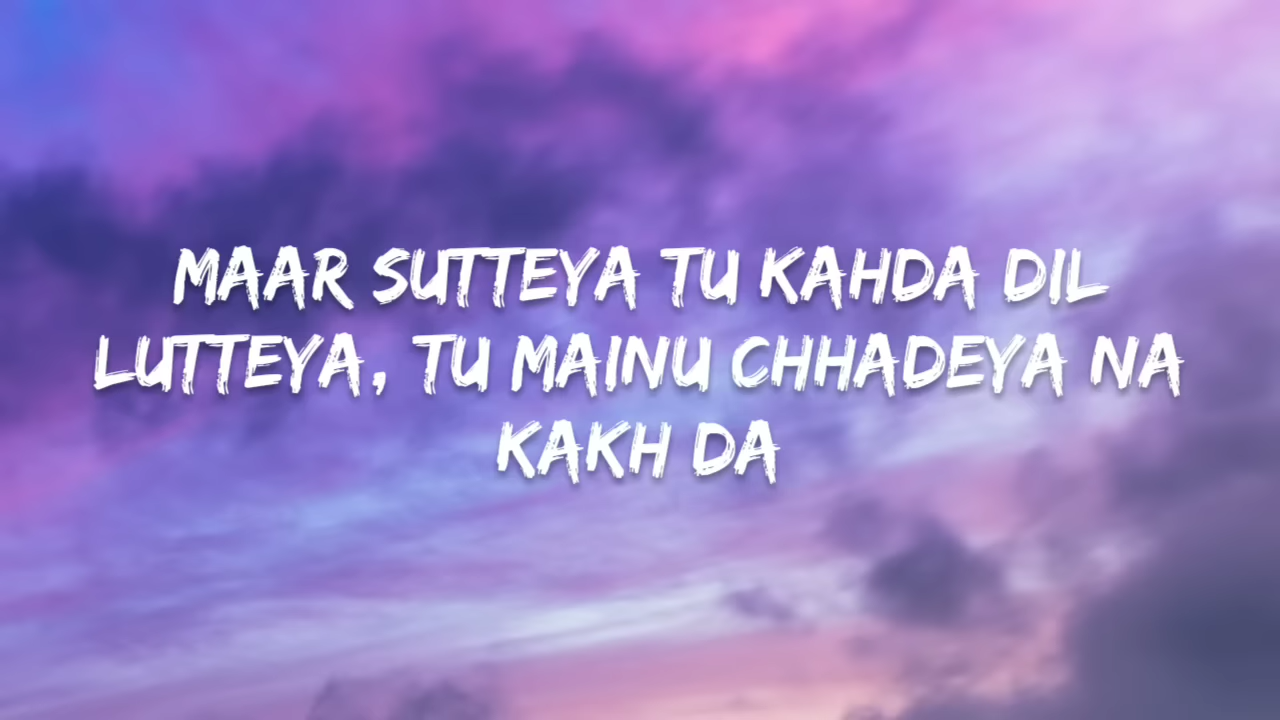 MAAR SUTTEYA TU KAHDA DIL
LUTTEYA, TU MAINU CHHADEYA NA
KAKH DA